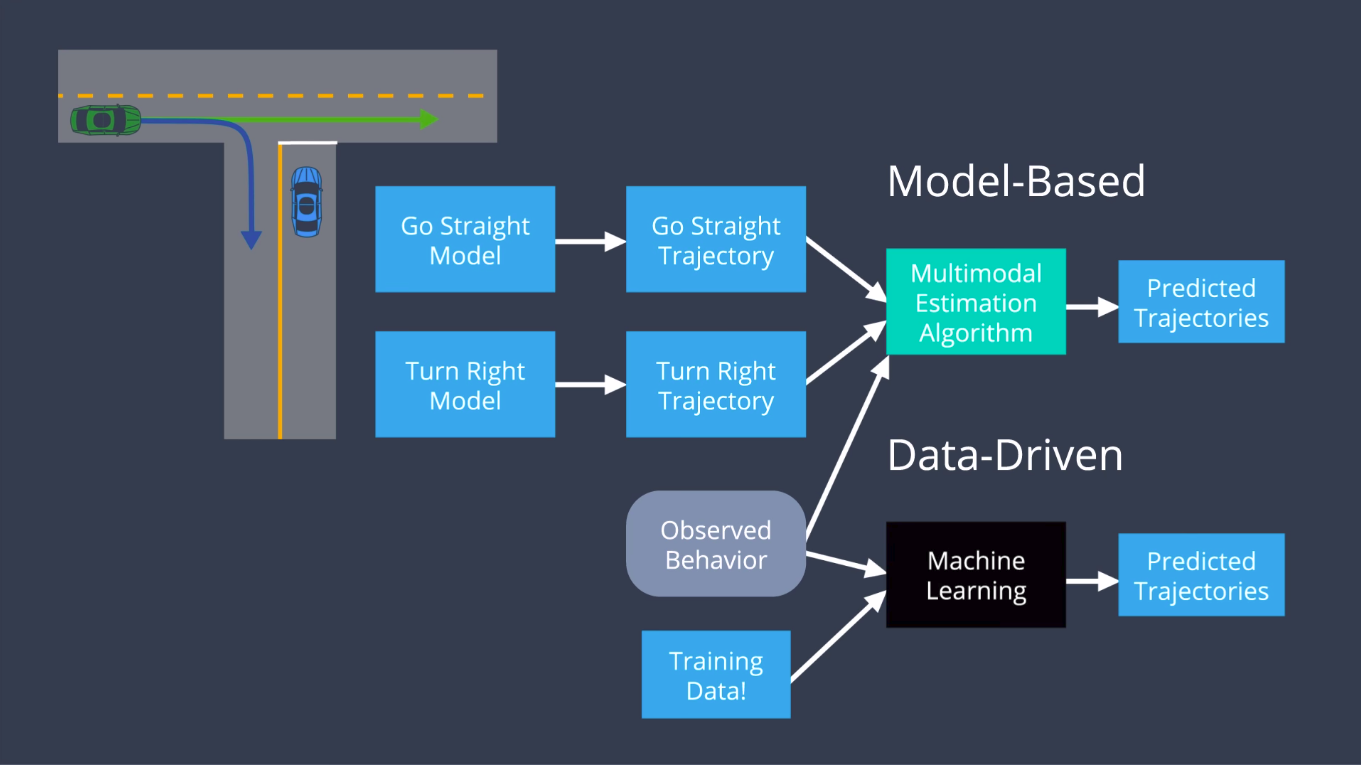 Model-Based
Go Straight
Model
Go Straight
Trajectory
Multimodal
Estimation
Algorithm
Predicted
Trajectories
Turn Right
Model
Turn Right
Trajectory
Data-Driven
Observed
Behavior
Machine
Learning
Predicted
Trajectories
Training
Data!